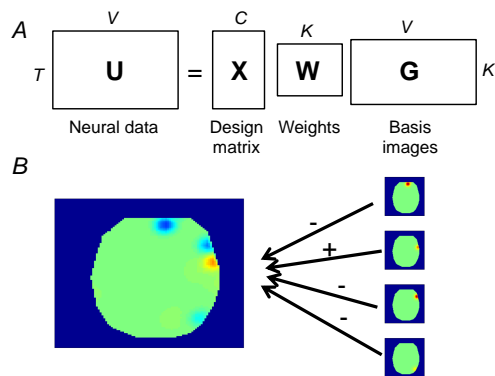 A
V
C
K
V
T
U
=
X
W
G
K
Neural data
Design matrix
Weights
Basis images
B
-
+
-
-